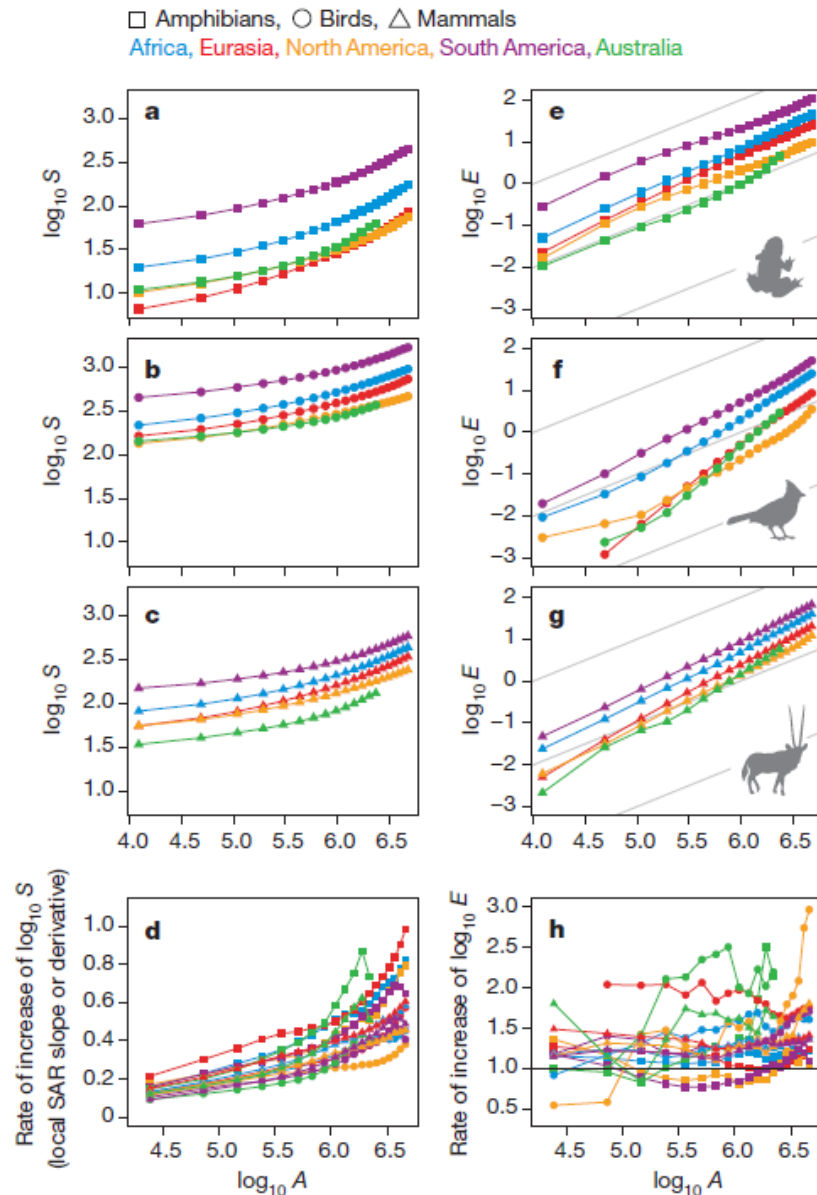 □ Amphibians, ○ Birds, △ Mammals
Africa, Eurasia, North America, South America, Australia
a
3.0
2.5
2.0
1.5
1.0
log10 S
e
2
1
0
−1
−2
−3
log10 E
b
3.0
2.5
2.0
1.5
1.0
log10 S
f
2
1
0
−1
−2
−3
log10 E
c
3.0
2.5
2.0
1.5
1.0
log10 S
4.0 4.5 5.0 5.5 6.0 6.5
g
2
1
0
−1
−2
−3
log10 E
4.0 4.5 5.0 5.5 6.0 6.5
d
1.0
0.8
0.6
0.4
0.2
0
Rate of increase of log10 S
(local SAR slope or derivative)
4.5 5.0 5.5 6.0 6.5
log10 A
h
3.0
2.5
2.0
1.5
1.0
0.5
Rate of increase of log10 E
4.5 5.0 5.5 6.0 6.5
log10 A